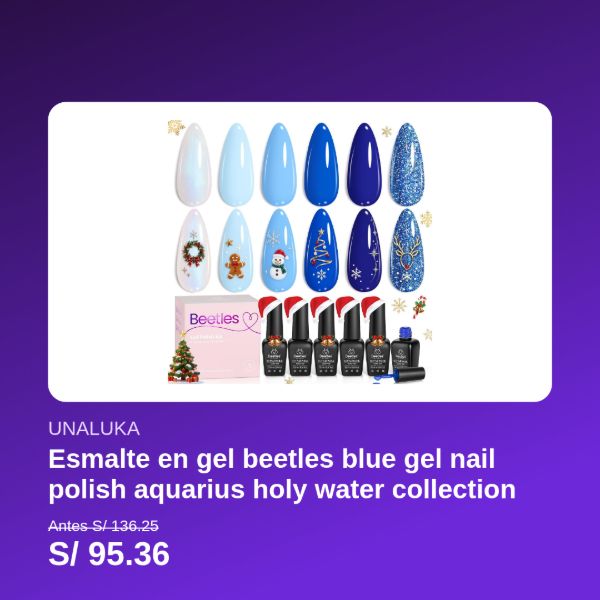 Beetles
UNALUKA
Esmalte en gel beetles blue gel nail
polish aquarius holy water collection
Antes S/ 136.25
S/ 95.36